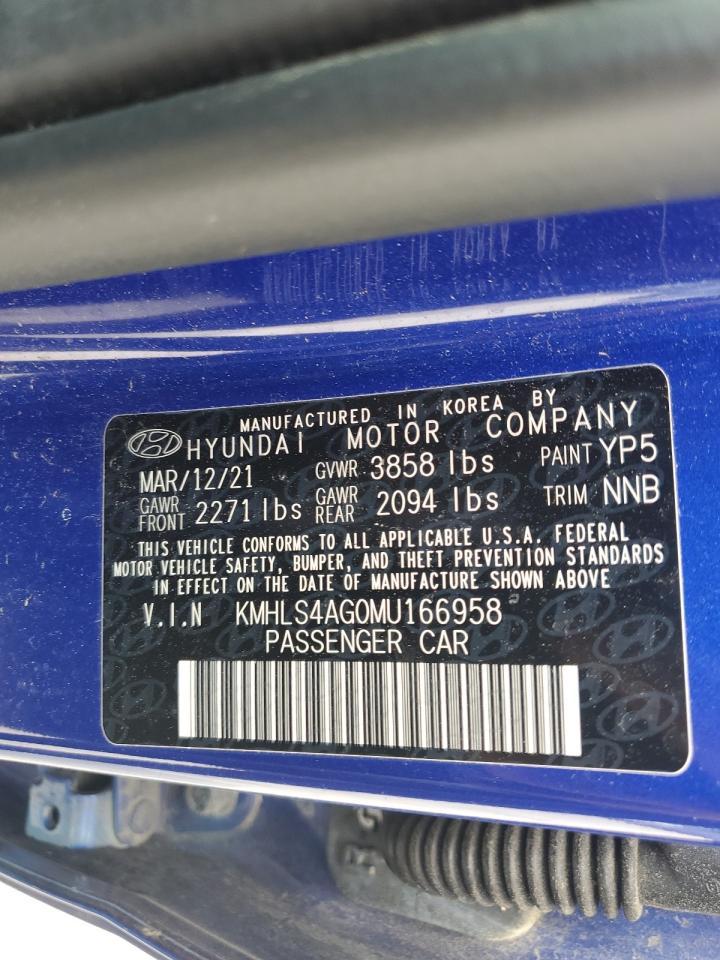 MANUFACTURED IN KOREA BY
HYUNDAI MOTOR COMPANY
MAR/12/21 GVWR 3858 lbs PAINT YP5
GAWR FRONT 2271 lbs GAWR REAR 2094 lbs TRIM NNB
THIS VEHICLE CONFORMS TO ALL APPLICABLE U.S.A. FEDERAL
MOTOR VEHICLE SAFETY, BUMPER, AND THEFT PREVENTION STANDARDS
IN EFFECT ON THE DATE OF MANUFACTURE SHOWN ABOVE
V.I.N KMHLS4AG0MU166958
PASSENGER CAR